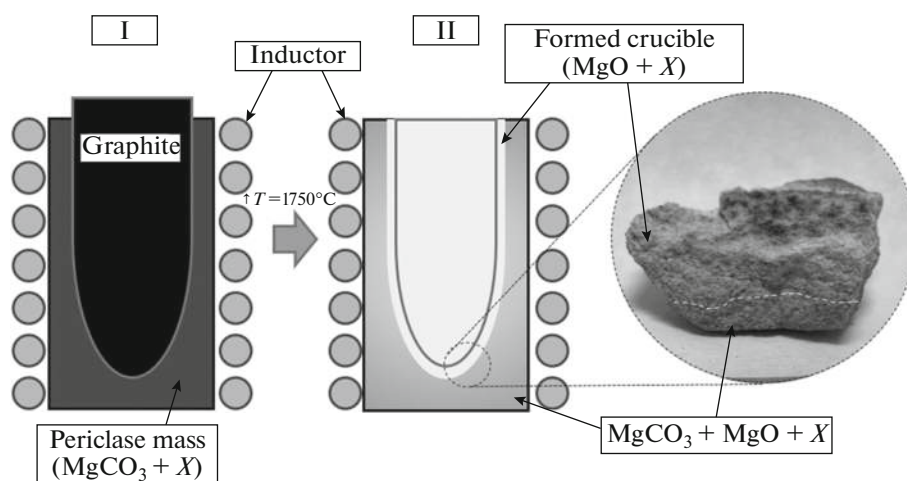 I
II
Inductor
Formed crucible
(MgO + X)
Graphite
↑ T = 1750°C
Periclase mass
(MgCO₃ + X)
MgCO₃ + MgO + X